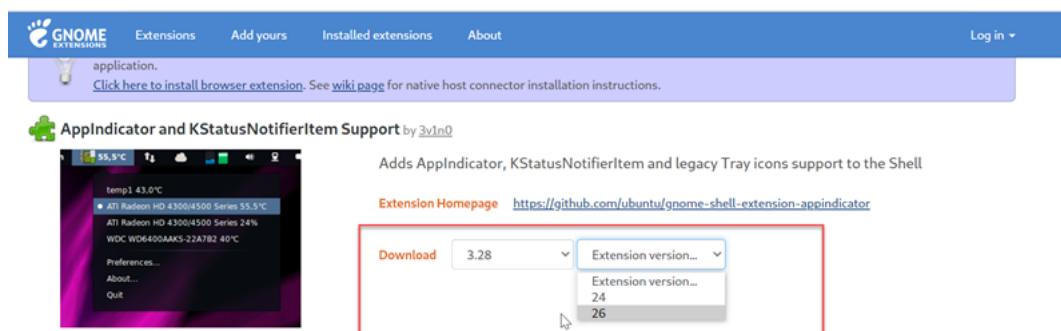 GNOME EXTENSIONS Extensions Add yours Installed extensions About Log in
application.
Click here to install browser extension. See wiki page for native host connector installation instructions.
AppIndicator and KStatusNotifierItem Support by 3v1n0
55,5°C
temp1 43.0°C
ATI Radeon HD 4300/4500 Series 55.5°C
ATI Radeon HD 4300/4500 Series 24%
WDC WD6400AAKS-22A7B2 40°C
Preferences...
About...
Quit
Adds AppIndicator, KStatusNotifierItem and legacy Tray icons support to the Shell
Extension Homepage https://github.com/ubuntu/gnome-shell-extension-appindicator
Download 3.28 Extension version...
Extension version...
24
26